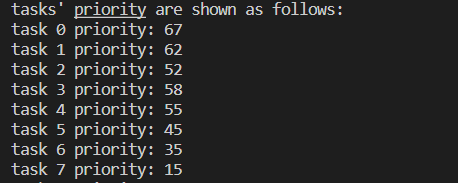 tasks' priority are shown as follows:
task 0 priority: 67
task 1 priority: 62
task 2 priority: 52
task 3 priority: 58
task 4 priority: 55
task 5 priority: 45
task 6 priority: 35
task 7 priority: 15